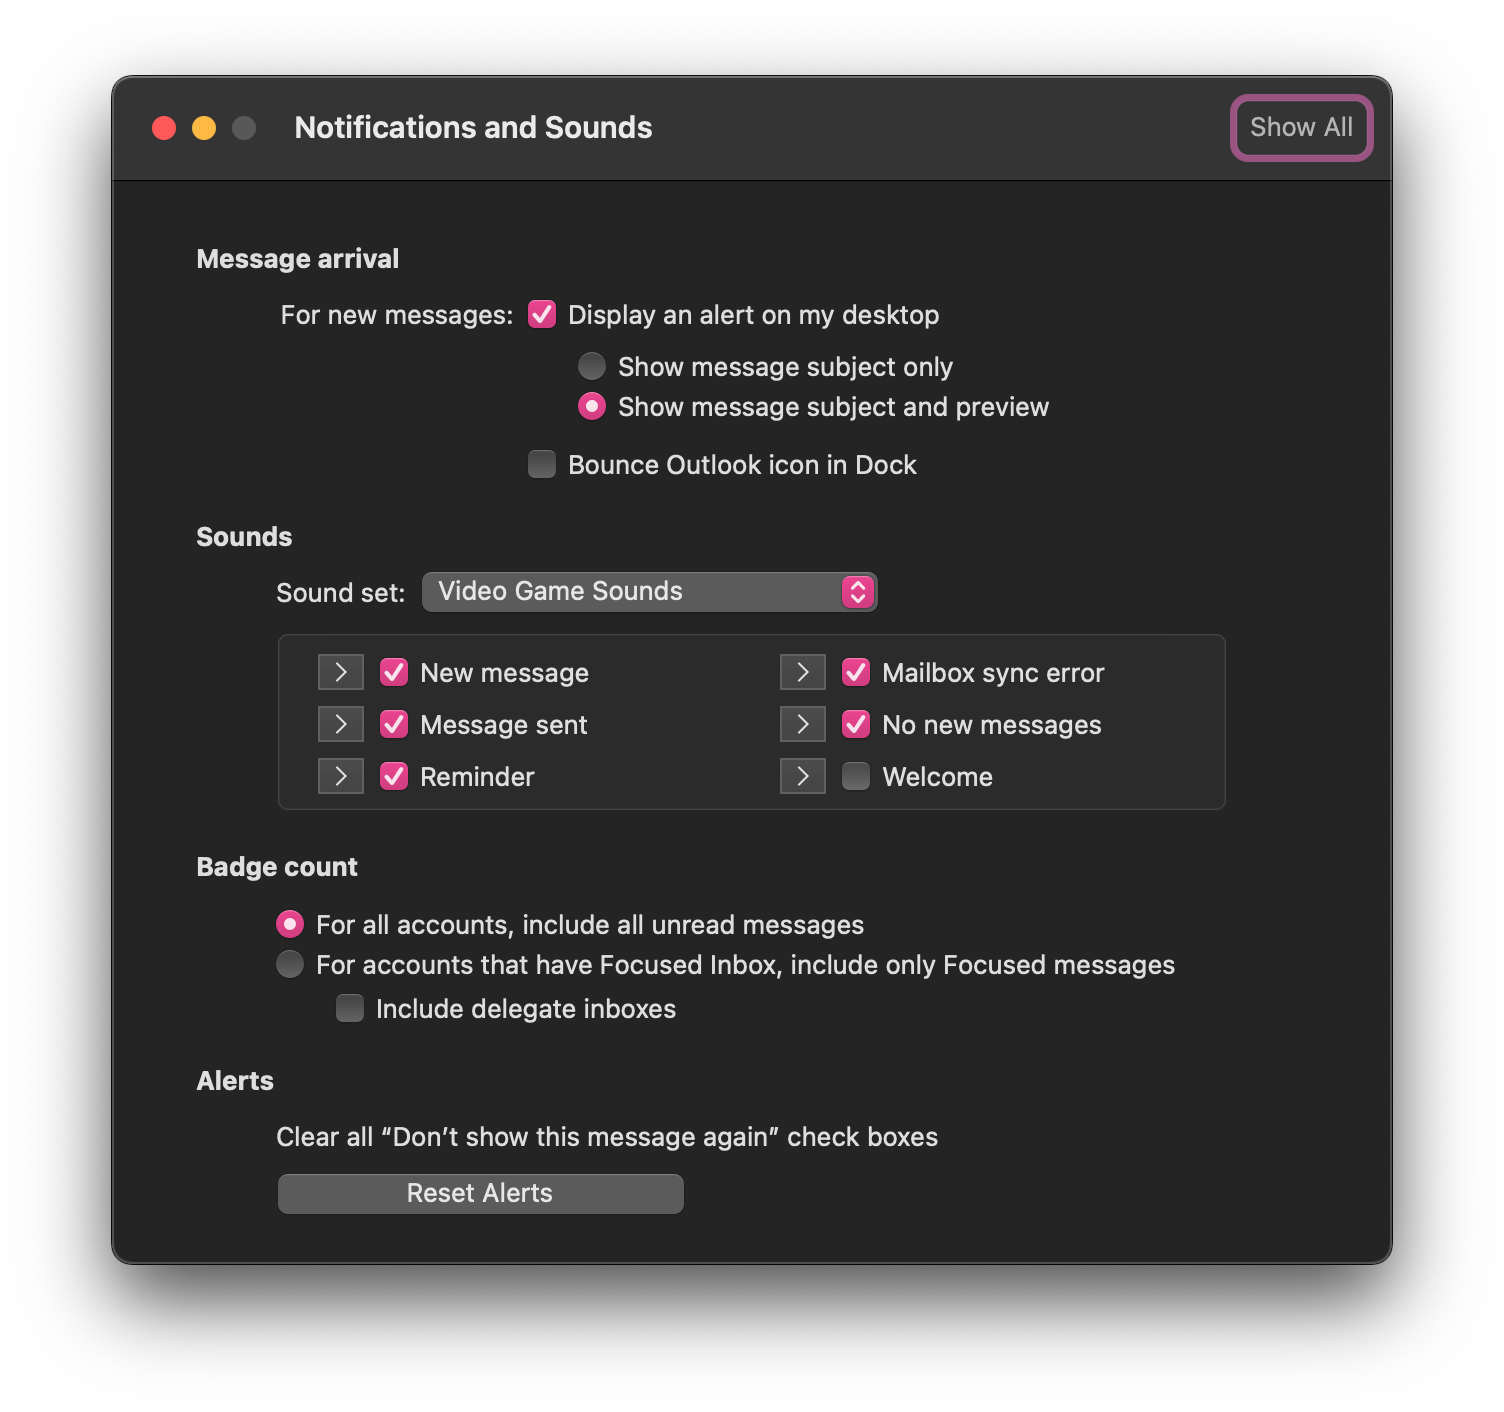 Notifications and Sounds
Show All
Message arrival
For new messages: Display an alert on my desktop
Show message subject only
Show message subject and preview
Bounce Outlook icon in Dock
Sounds
Sound set: Video Game Sounds
New message
Mailbox sync error
Message sent
No new messages
Reminder
Welcome
Badge count
For all accounts, include all unread messages
For accounts that have Focused Inbox, include only Focused messages
Include delegate inboxes
Alerts
Clear all “Don’t show this message again” check boxes
Reset Alerts